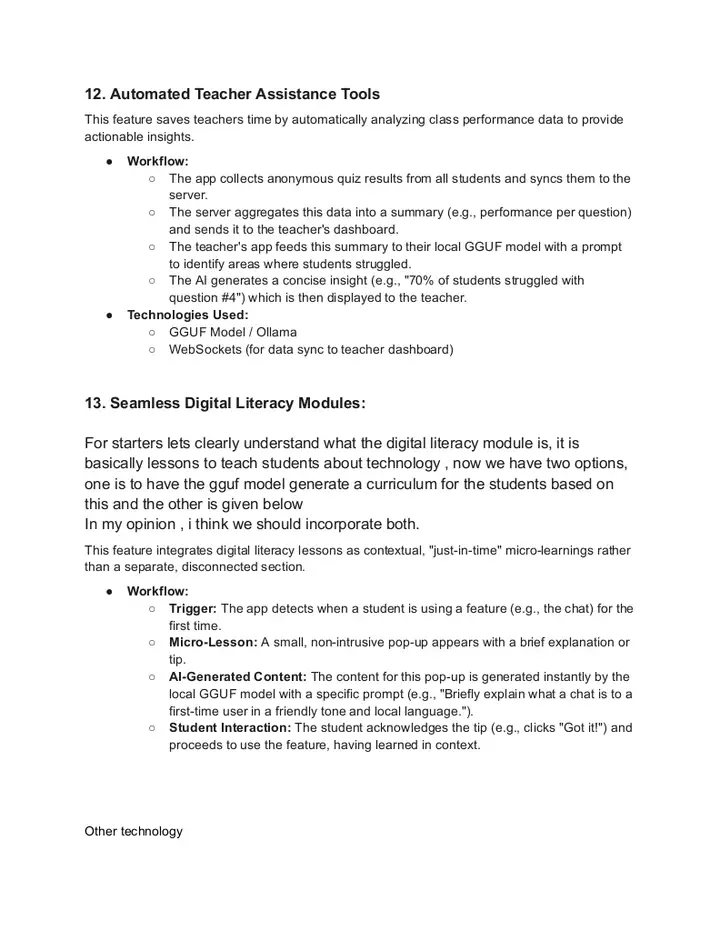 12. Automated Teacher Assistance Tools
This feature saves teachers time by automatically analyzing class performance data to provide
actionable insights.
● Workflow:
○ The app collects anonymous quiz results from all students and syncs them to the
server.
○ The server aggregates this data into a summary (e.g., performance per question)
and sends it to the teacher's dashboard.
○ The teacher's app feeds this summary to their local GGUF model with a prompt
to identify areas where students struggled.
○ The AI generates a concise insight (e.g., "70% of students struggled with
question #4") which is then displayed to the teacher.
● Technologies Used:
○ GGUF Model / Ollama
○ WebSockets (for data sync to teacher dashboard)
13. Seamless Digital Literacy Modules:
For starters lets clearly understand what the digital literacy module is, it is
basically lessons to teach students about technology , now we have two options,
one is to have the gguf model generate a curriculum for the students based on
this and the other is given below
In my opinion , i think we should incorporate both.
This feature integrates digital literacy lessons as contextual, "just-in-time" micro-learnings rather
than a separate, disconnected section.
● Workflow:
○ Trigger: The app detects when a student is using a feature (e.g., the chat) for the
first time.
○ Micro-Lesson: A small, non-intrusive pop-up appears with a brief explanation or
tip.
○ AI-Generated Content: The content for this pop-up is generated instantly by the
local GGUF model with a specific prompt (e.g., "Briefly explain what a chat is to a
first-time user in a friendly tone and local language.").
○ Student Interaction: The student acknowledges the tip (e.g., clicks "Got it!") and
proceeds to use the feature, having learned in context.
Other technology